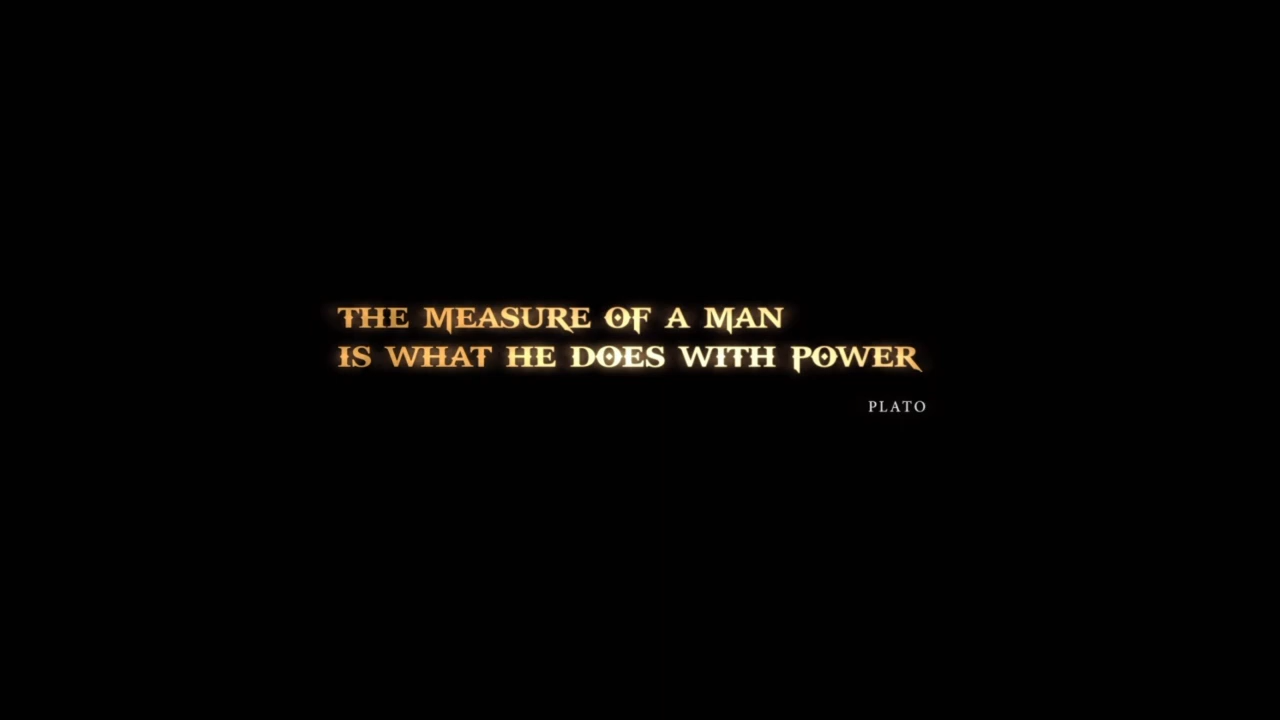 THE MEASURE OF A MAN
IS WHAT HE DOES WITH POWER
PLATO